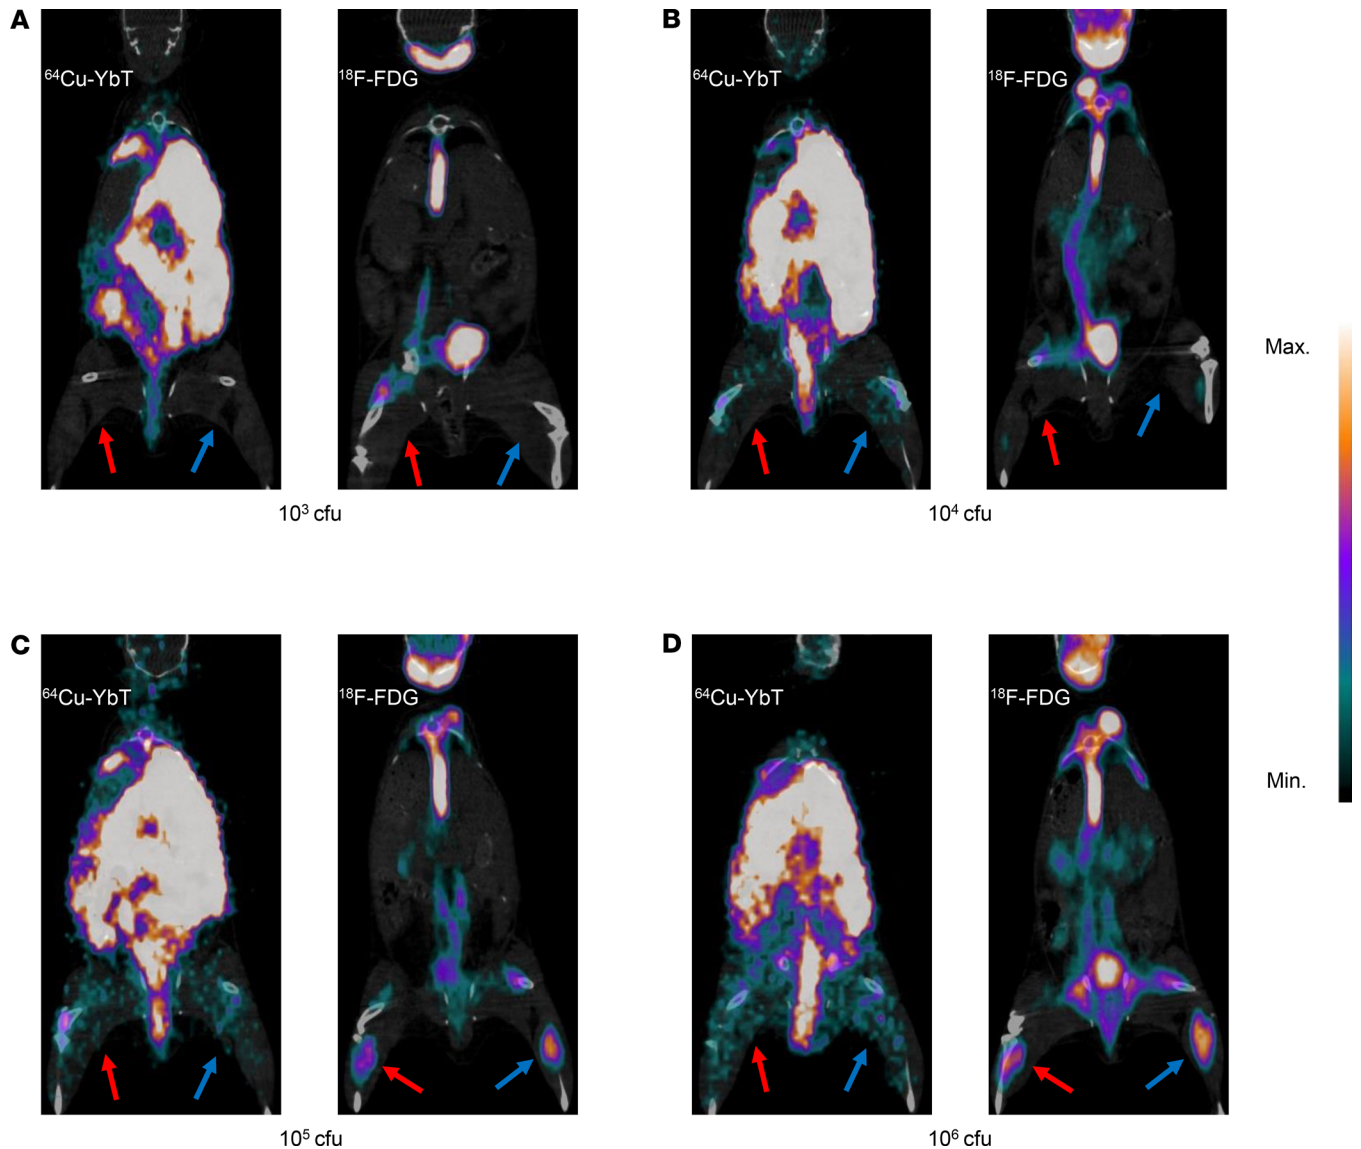 A
B
⁶⁴Cu-YbT
¹⁸F-FDG
⁶⁴Cu-YbT
¹⁸F-FDG
Max.
10³ cfu
10⁴ cfu
C
D
⁶⁴Cu-YbT
¹⁸F-FDG
⁶⁴Cu-YbT
¹⁸F-FDG
Min.
10⁵ cfu
10⁶ cfu